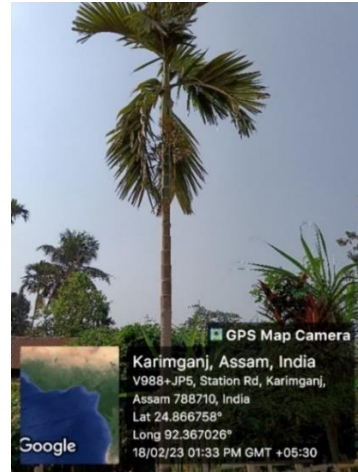 GPS Map Camera
Karimganj, Assam, India
V988+JP5, Station Rd, Karimganj,
Assam 788710, India
Lat 24.866758°
Long 92.367026°
18/02/23 01:33 PM GMT +05:30
Google